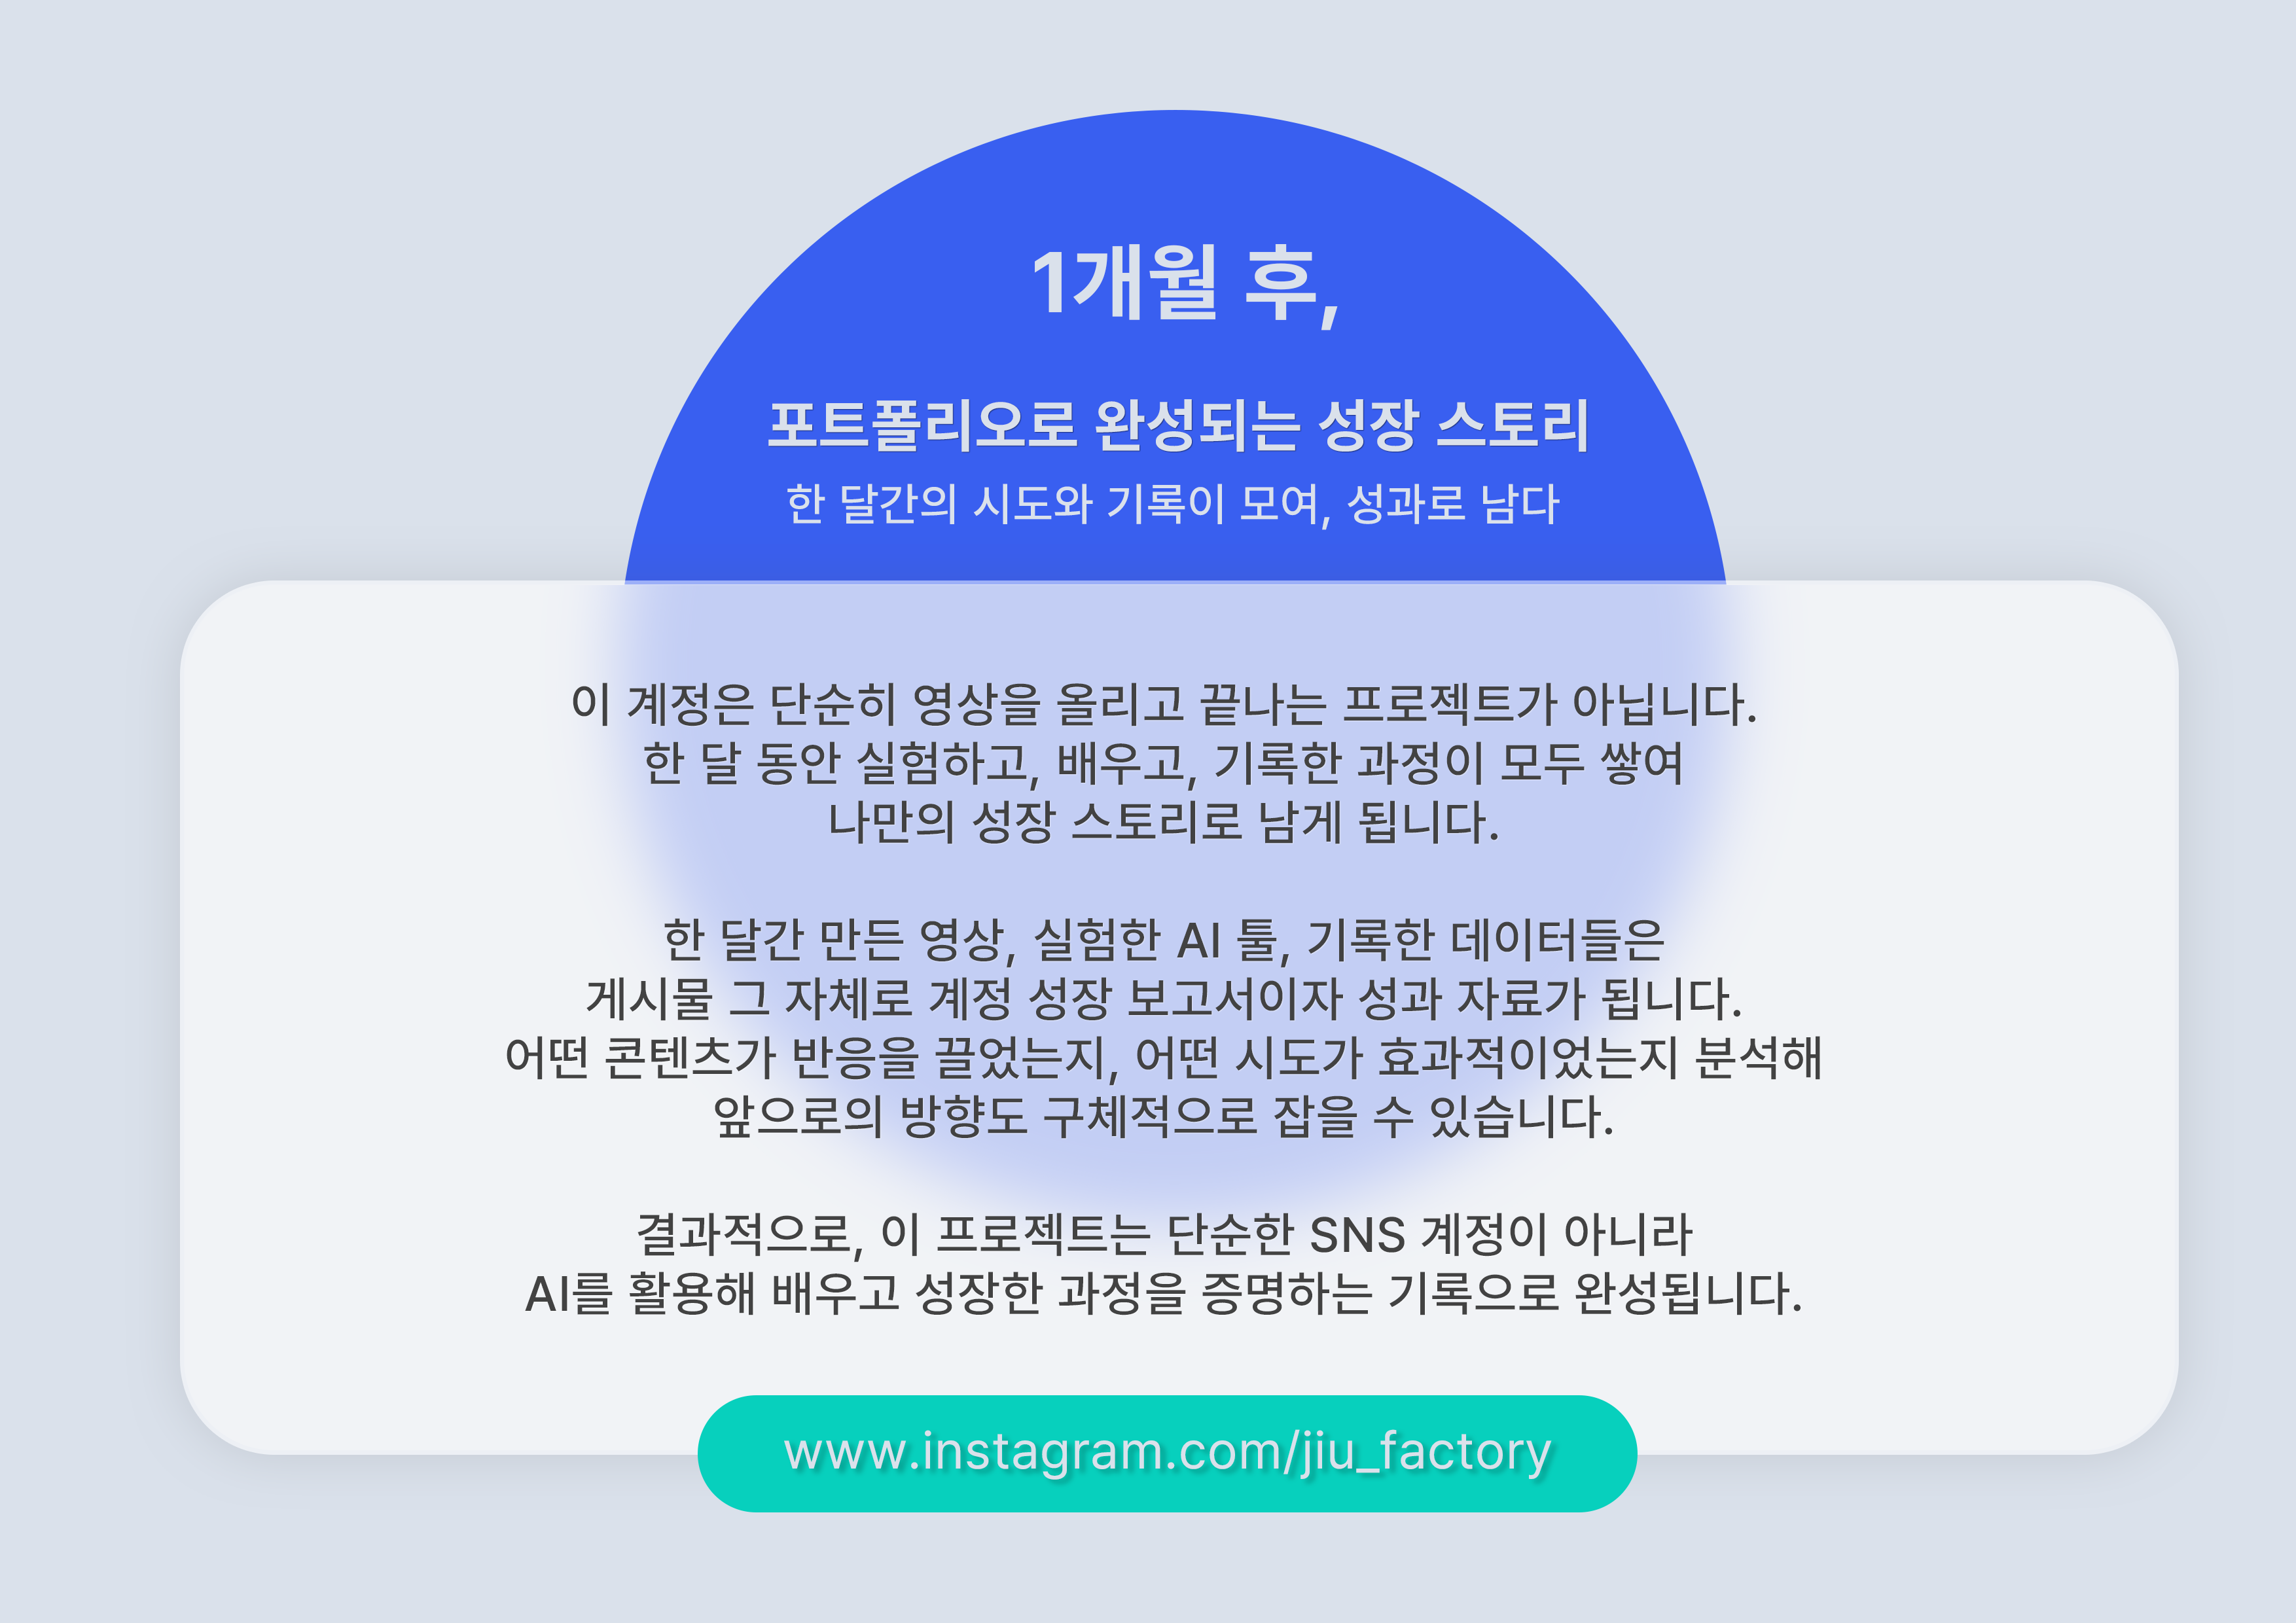 1개월 후,
포트폴리오로 완성되는 성장 스토리
한 달간의 시도와 기록이 모여, 성과로 남다
이 계정은 단순히 영상을 올리고 끝나는 프로젝트가 아닙니다.
한 달 동안 실험하고, 배우고, 기록한 과정이 모두 쌓여
나만의 성장 스토리로 남게 됩니다.
한 달간 만든 영상, 실험한 AI 툴, 기록한 데이터들은
게시물 그 자체로 계정 성장 보고서이자 성과 자료가 됩니다.
어떤 콘텐츠가 반응을 끌었는지, 어떤 시도가 효과적이었는지 분석해
앞으로의 방향도 구체적으로 잡을 수 있습니다.
결과적으로, 이 프로젝트는 단순한 SNS 계정이 아니라
AI를 활용해 배우고 성장한 과정을 증명하는 기록으로 완성됩니다.
www.instagram.com/jiu_factory